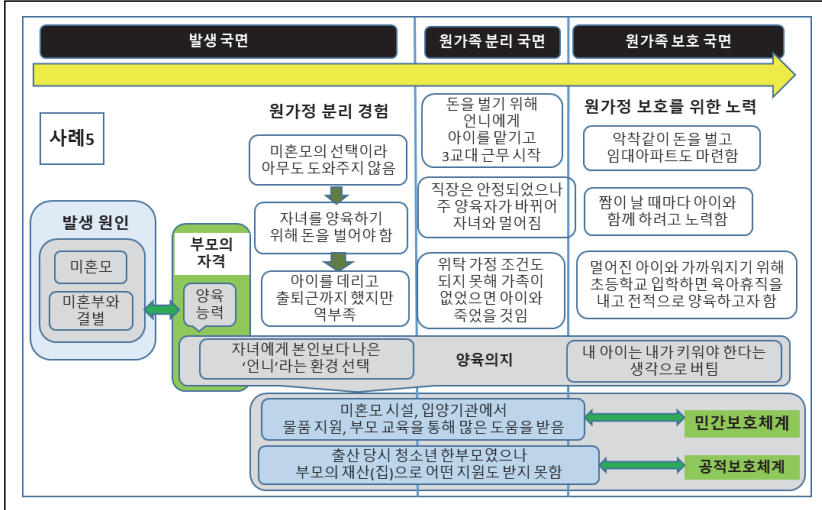 발생 국면
원가족 분리 국면
원가족 보호 국면
사례5
원가정 분리 경험
미혼모의 선택이라
아무도 도와주지 않음
자녀를 양육하기
위해 돈을 벌어야 함
아이를 데리고
출퇴근까지 했지만
역부족
돈을 벌기 위해
언니에게
아이를 맡기고
3교대 근무 시작
직장은 안정되었으나
주 양육자가 바뀌어
자녀와 멀어짐
위탁 가정 조건도
되지 못해 가족이
없었으면 아이와
죽었을 것임
원가정 보호를 위한 노력
악착같이 돈을 벌고
임대아파트도 마련함
짬이 날 때마다 아이와
함께 하려고 노력함
멀어진 아이와 가까워지기 위해
초등학교 입학하면 육아휴직을
내고 전적으로 양육하고자 함
발생 원인
미혼모
미혼부와
결별
부모의
자격
양육
능력
자녀에게 본인보다 나은
‘언니’라는 환경 선택
양육의지
내 아이는 내가 키워야 한다는
생각으로 버팀
미혼모 시설, 입양기관에서
물품 지원, 부모 교육을 통해 많은 도움을 받음
민간보호체계
출산 당시 청소년 한부모였으나
부모의 재산(집)으로 어떤 지원도 받지 못함
공적보호체계